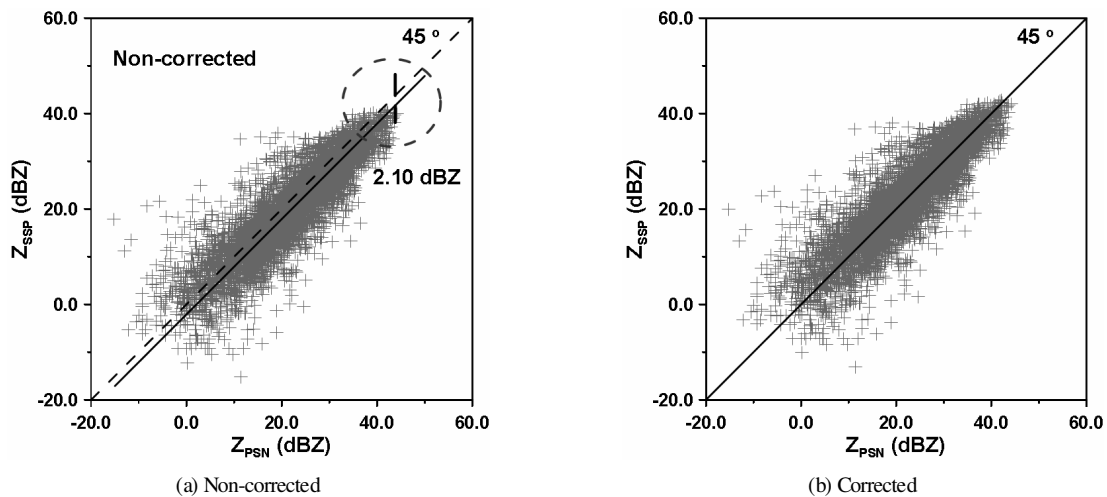 60.0
40.0
20.0
0.0
-20.0
Z_SSP (dBZ)
Non-corrected
45 °
2.10 dBZ
-20.0 0.0 20.0 40.0 60.0
Z_PSN (dBZ)
(a) Non-corrected
60.0
40.0
20.0
0.0
-20.0
Z_SSP (dBZ)
45 °
-20.0 0.0 20.0 40.0 60.0
Z_PSN (dBZ)
(b) Corrected